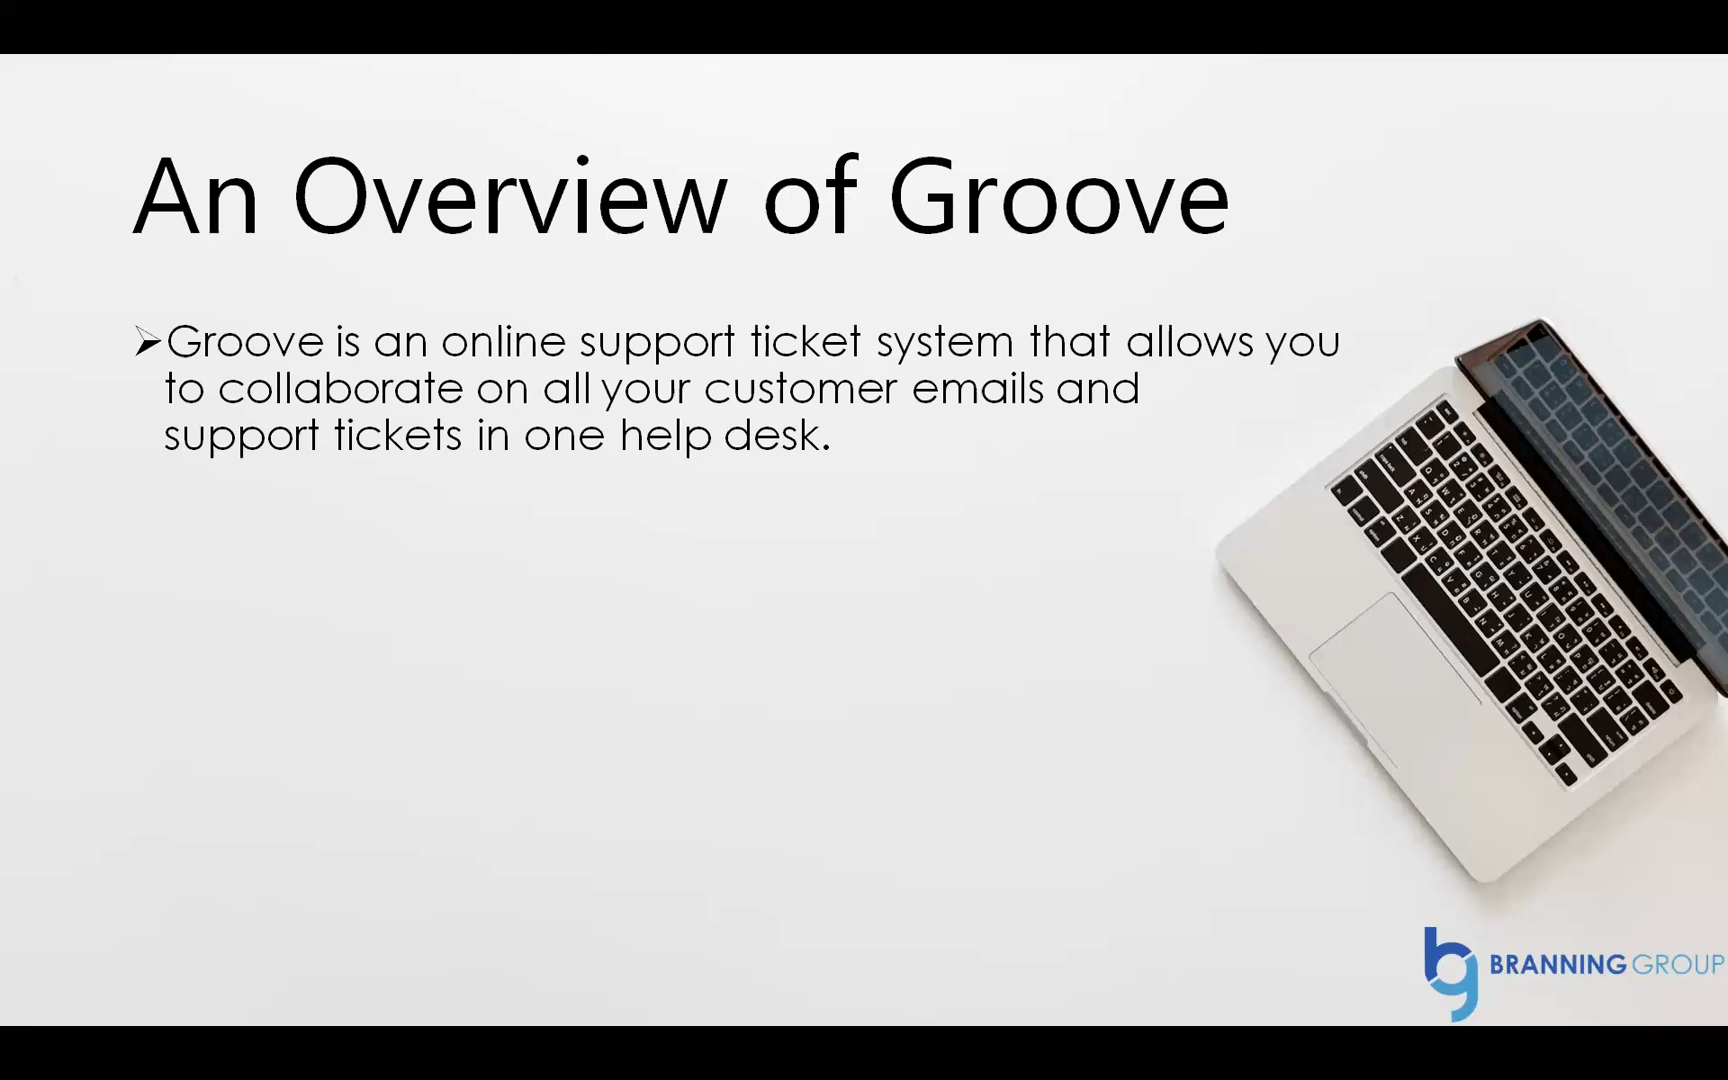 An Overview of Groove
➢Groove is an online support ticket system that allows you
to collaborate on all your customer emails and
support tickets in one help desk.
bg BRANNING GROUP